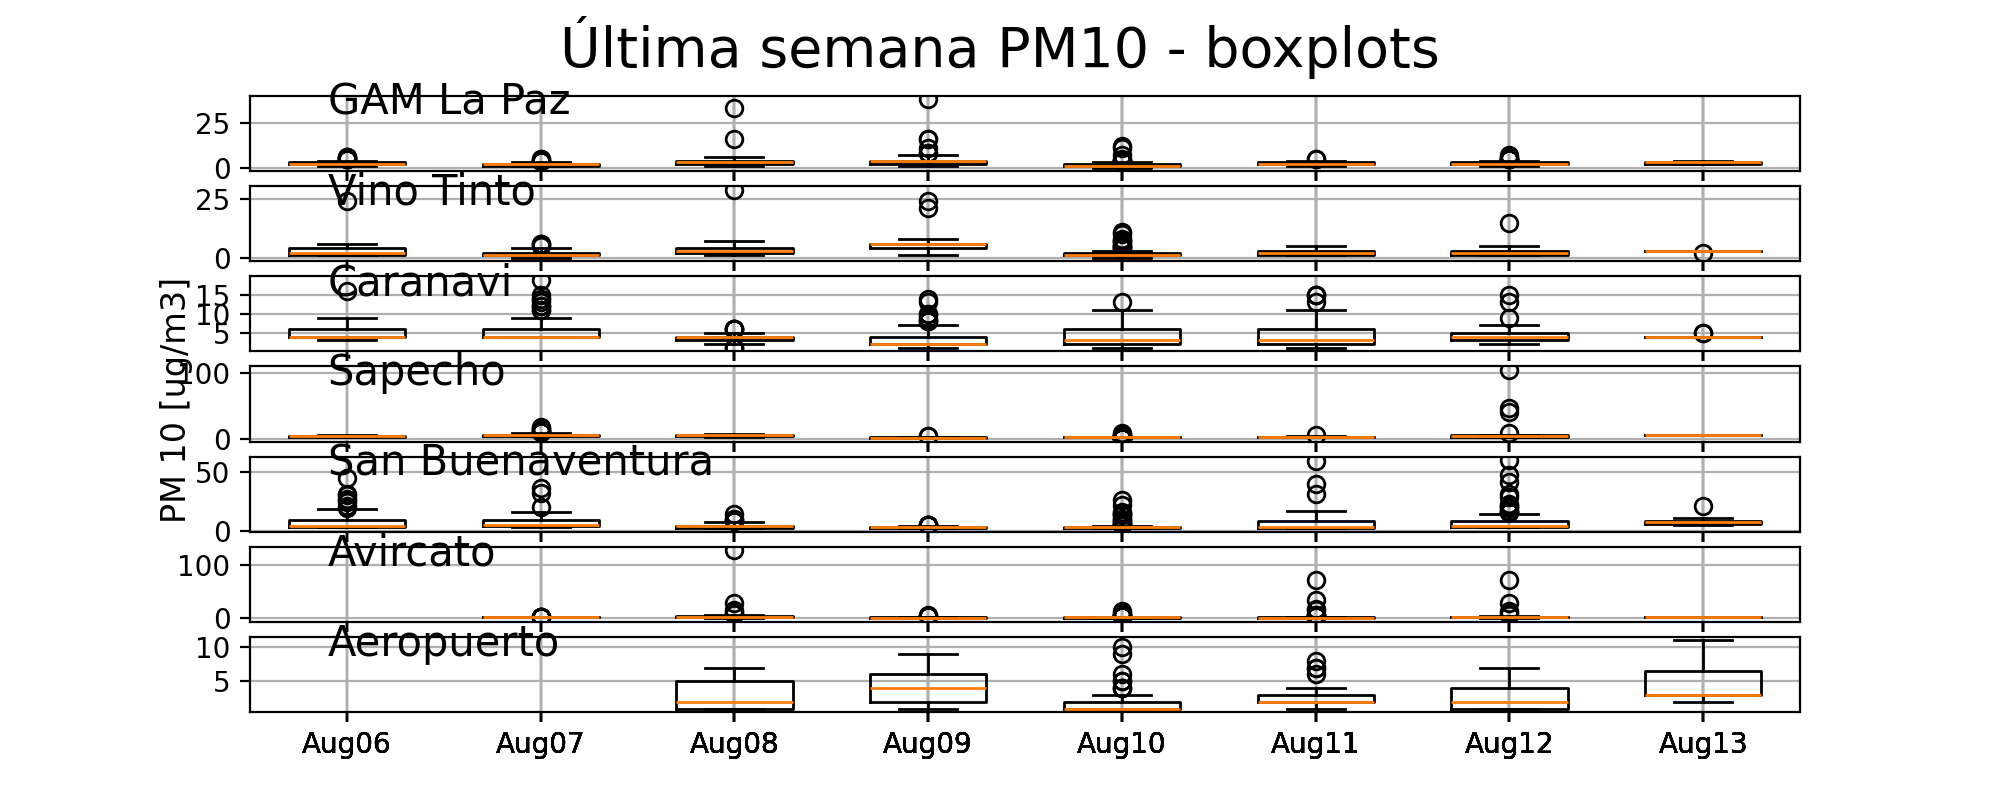 Última semana PM10 - boxplots
GAM La Paz
25
0
Vino Tinto
25
0
Caranavi
15
10
5
PM 10 [ug/m3]
Sapecho
100
0
San Buenaventura
50
0
Avircato
100
0
Aeropuerto
10
5
Aug06 Aug07 Aug08 Aug09 Aug10 Aug11 Aug12 Aug13